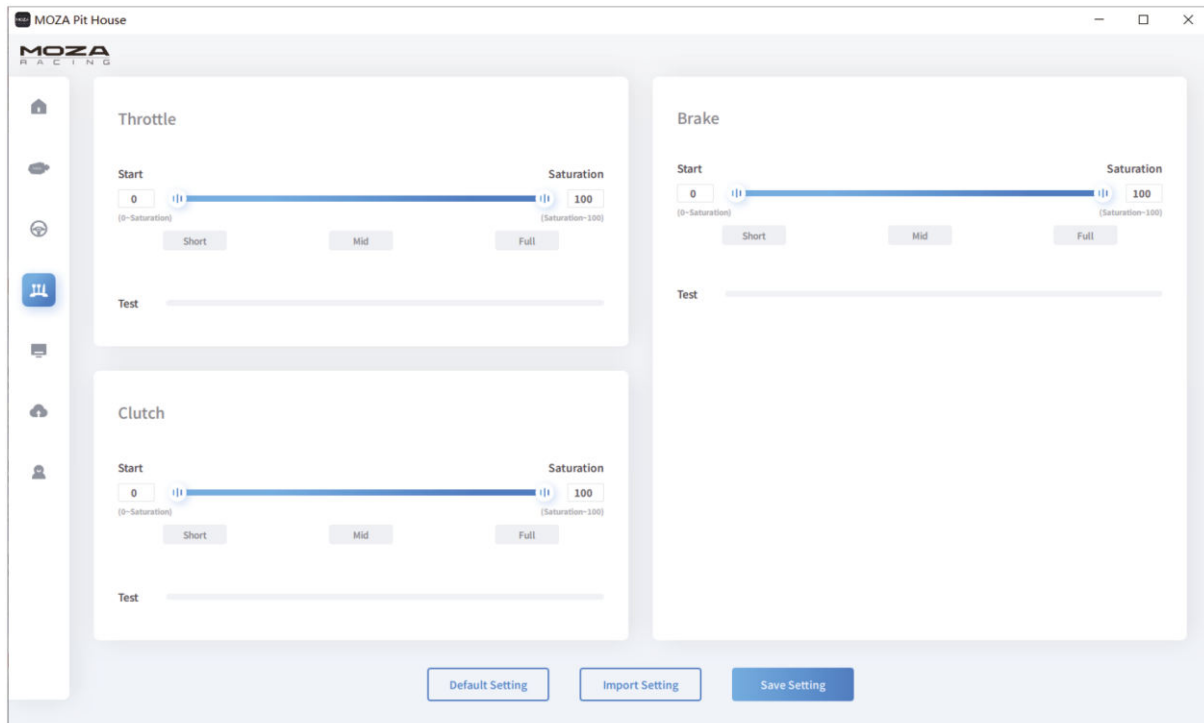 MOZA Pit House
MOZA
RACING
Throttle
Start Saturation
0 100
(0~Saturation) (Saturation~100)
Short Mid Full
Test
Clutch
Start Saturation
0 100
(0~Saturation) (Saturation~100)
Short Mid Full
Test
Brake
Start Saturation
0 100
(0~Saturation) (Saturation~100)
Short Mid Full
Test
Default Setting Import Setting Save Setting